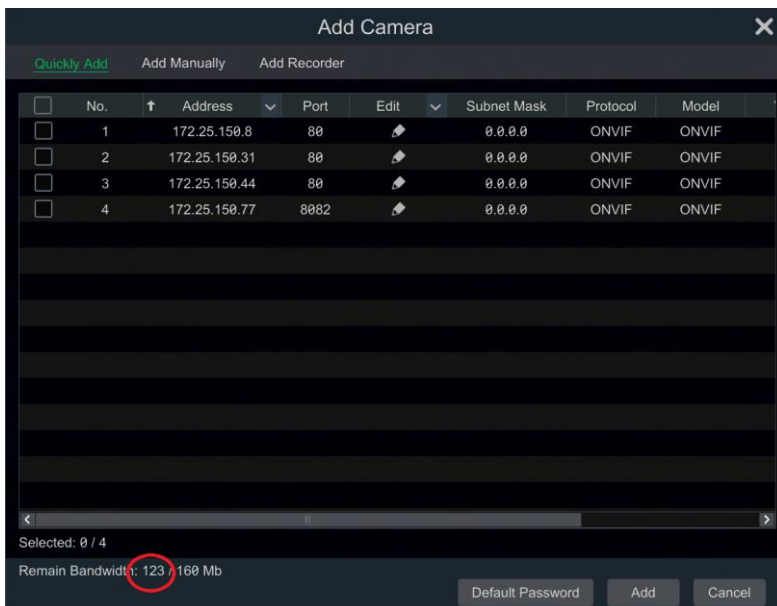 Add Camera
Quickly Add Add Manually Add Recorder
No. ↑ Address Port Edit Subnet Mask Protocol Model
1 172.25.150.8 80 0.0.0.0 ONVIF ONVIF
2 172.25.150.31 80 0.0.0.0 ONVIF ONVIF
3 172.25.150.44 80 0.0.0.0 ONVIF ONVIF
4 172.25.150.77 8082 0.0.0.0 ONVIF ONVIF
Selected: 0 / 4
Remain Bandwidth: 123 / 160 Mb
Default Password Add Cancel